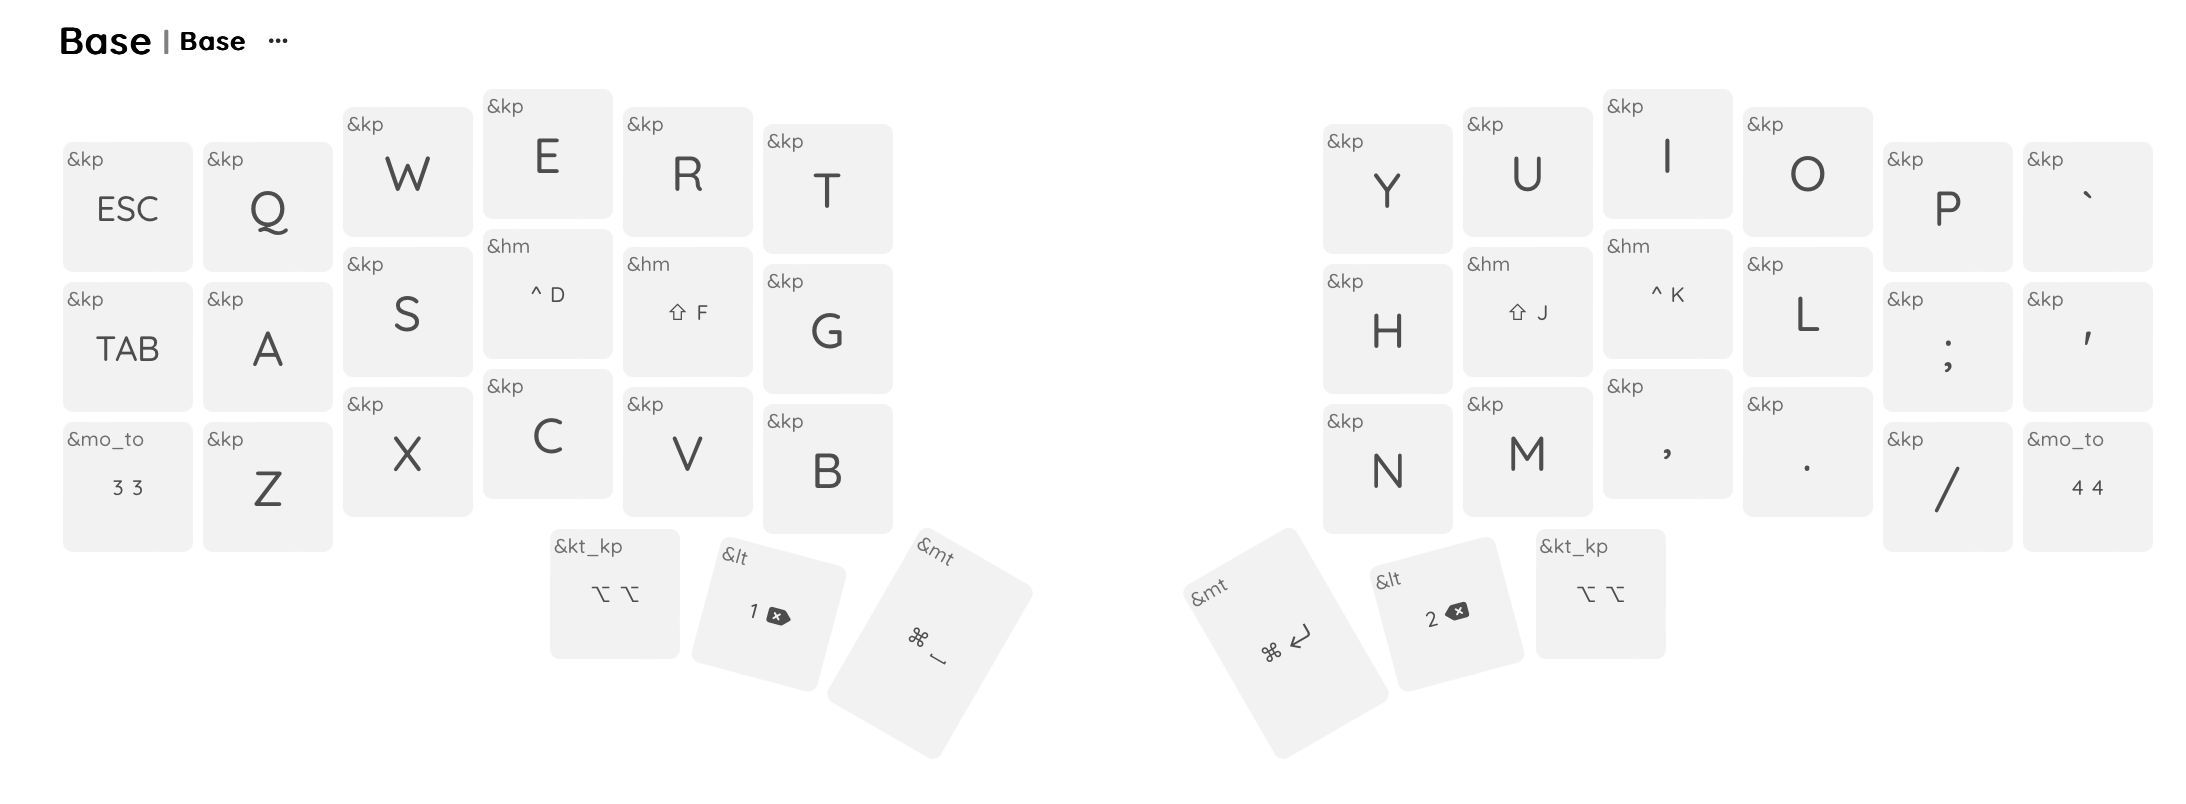 Base | Base ···
&kp ESC &kp Q &kp W &kp E &kp R &kp T &kp Y &kp U &kp I &kp O &kp P &kp `
&kp TAB &kp A &kp S &hm ^ D &hm ⇧ F &kp G &kp H &hm ⇧ J &hm ^ K &kp L &kp ; &kp '
&mo_to 3 3 &kp Z &kp X &kp C &kp V &kp B &kp N &kp M &kp , &kp . &kp / &mo_to 4 4
&kt_kp ⌥ ⌥ &lt 1 ⌦ &mt ⌘ ⎵ &mt ⌘ ↵ &lt 2 ⌫ &kt_kp ⌥ ⌥